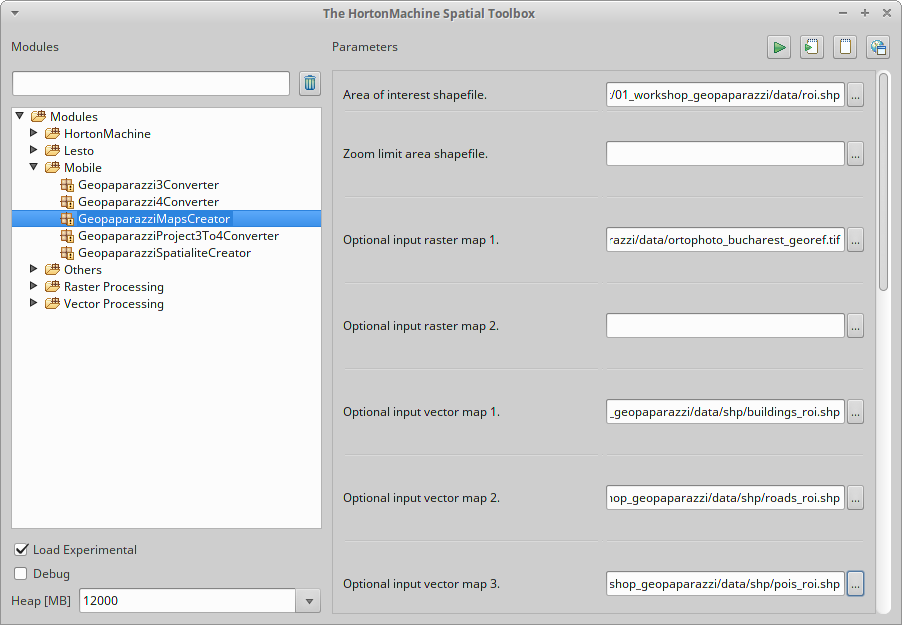 The HortonMachine Spatial Toolbox
Modules
Parameters
Modules
HortonMachine
Lesto
Mobile
Geopaparazzi3Converter
Geopaparazzi4Converter
GeopaparazziMapsCreator
GeopaparazziProject3To4Converter
GeopaparazziSpatialiteCreator
Others
Raster Processing
Vector Processing
Load Experimental
Debug
Heap [MB] 12000
Area of interest shapefile. :/01_workshop_geopaparazzi/data/roi.shp ...
Zoom limit area shapefile. ...
Optional input raster map 1. razzi/data/ortophoto_bucharest_georef.tif ...
Optional input raster map 2. ...
Optional input vector map 1. _geopaparazzi/data/shp/buildings_roi.shp ...
Optional input vector map 2. hop_geopaparazzi/data/shp/roads_roi.shp ...
Optional input vector map 3. shop_geopaparazzi/data/shp/pois_roi.shp ...